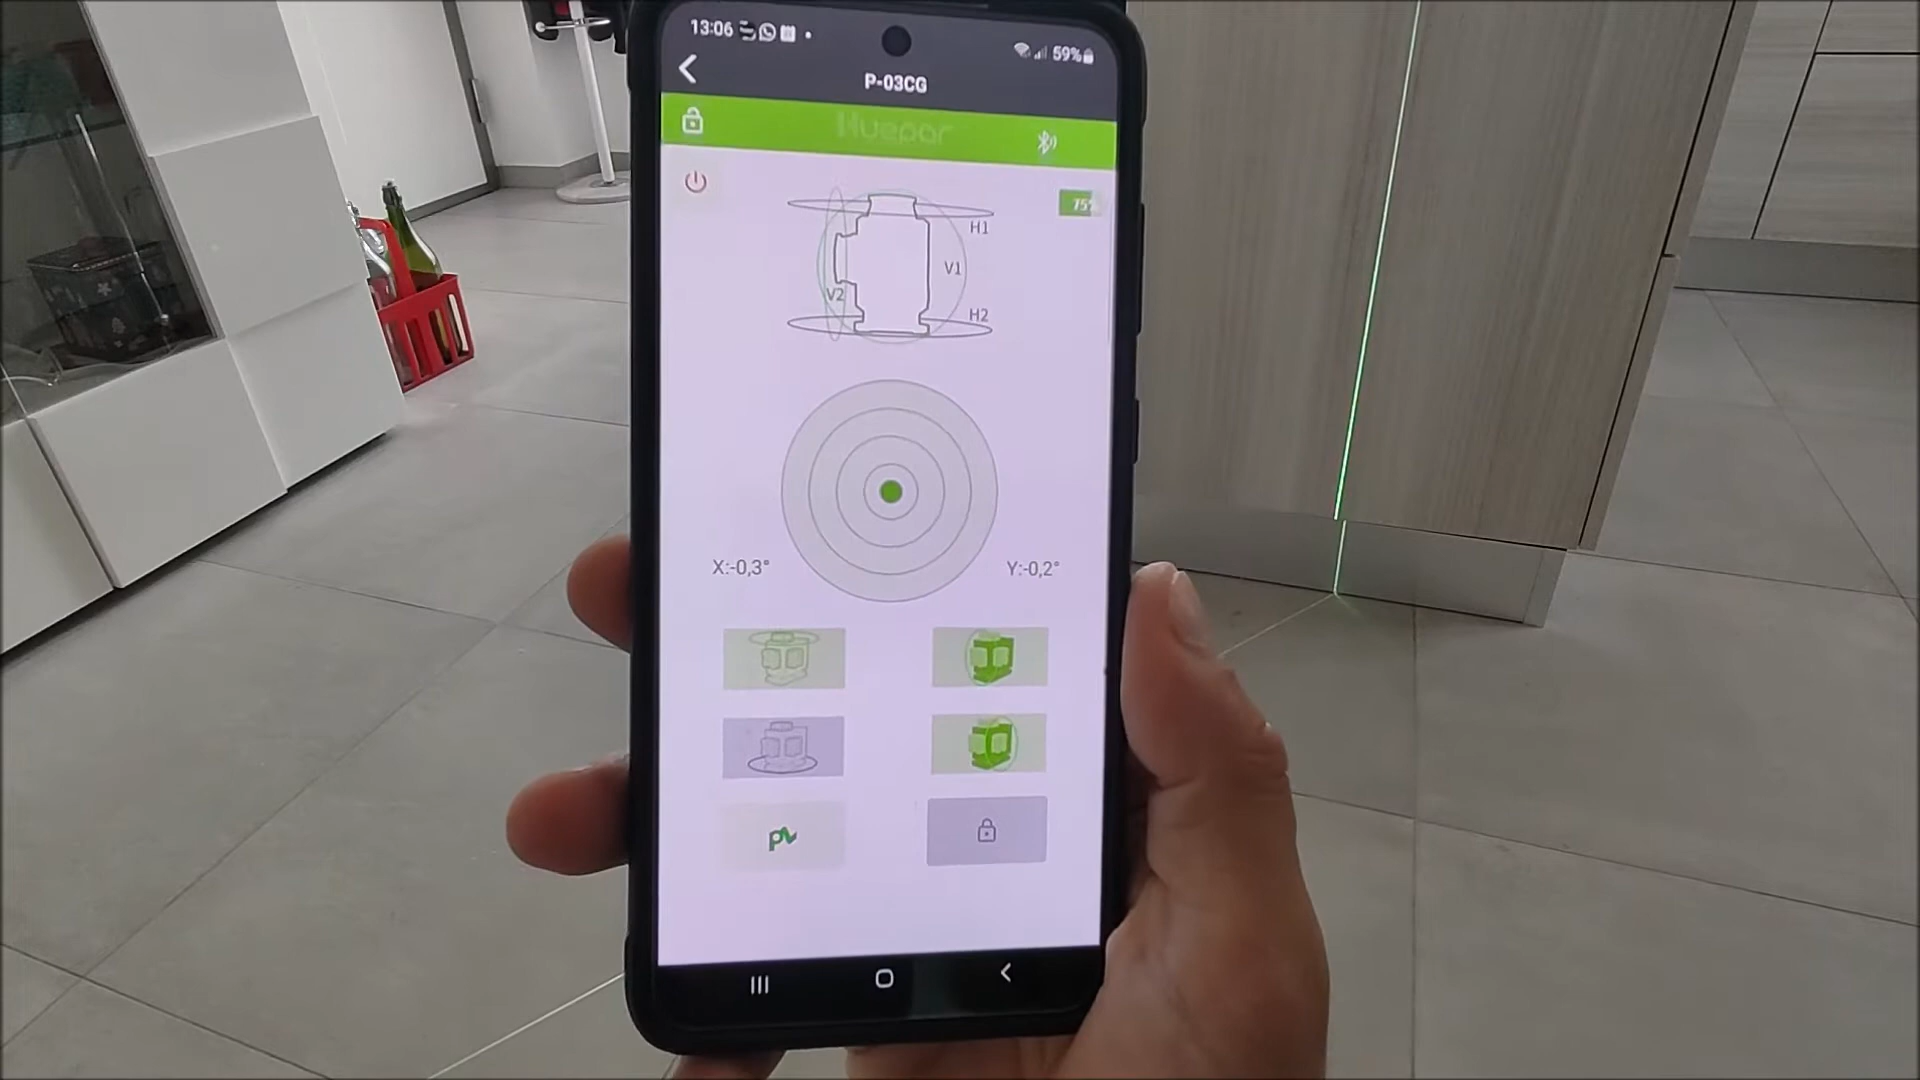 13:06
59%
P-03CG
Huepar
75%
H1
V1
V2
H2
X:-0,3°
Y:-0,2°